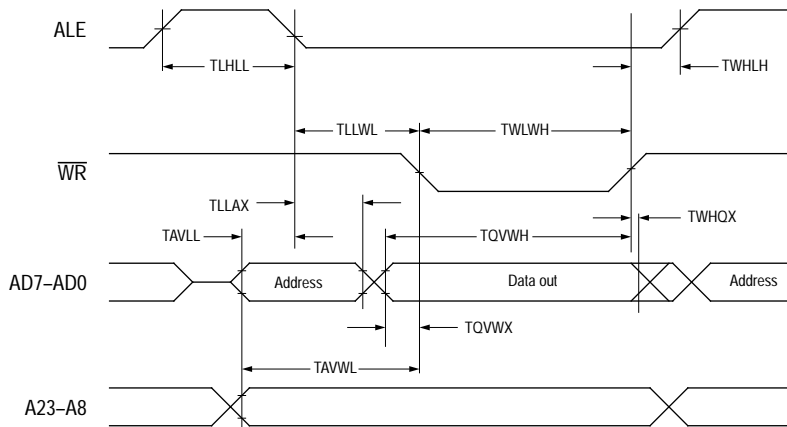 ALE
TLHLL
TWHLH
TLLWL
TWLWH
WR
TLLAX
TWHQX
TAVLL
TQVWH
AD7–AD0
Address
Data out
Address
TQVWX
TAVWL
A23–A8